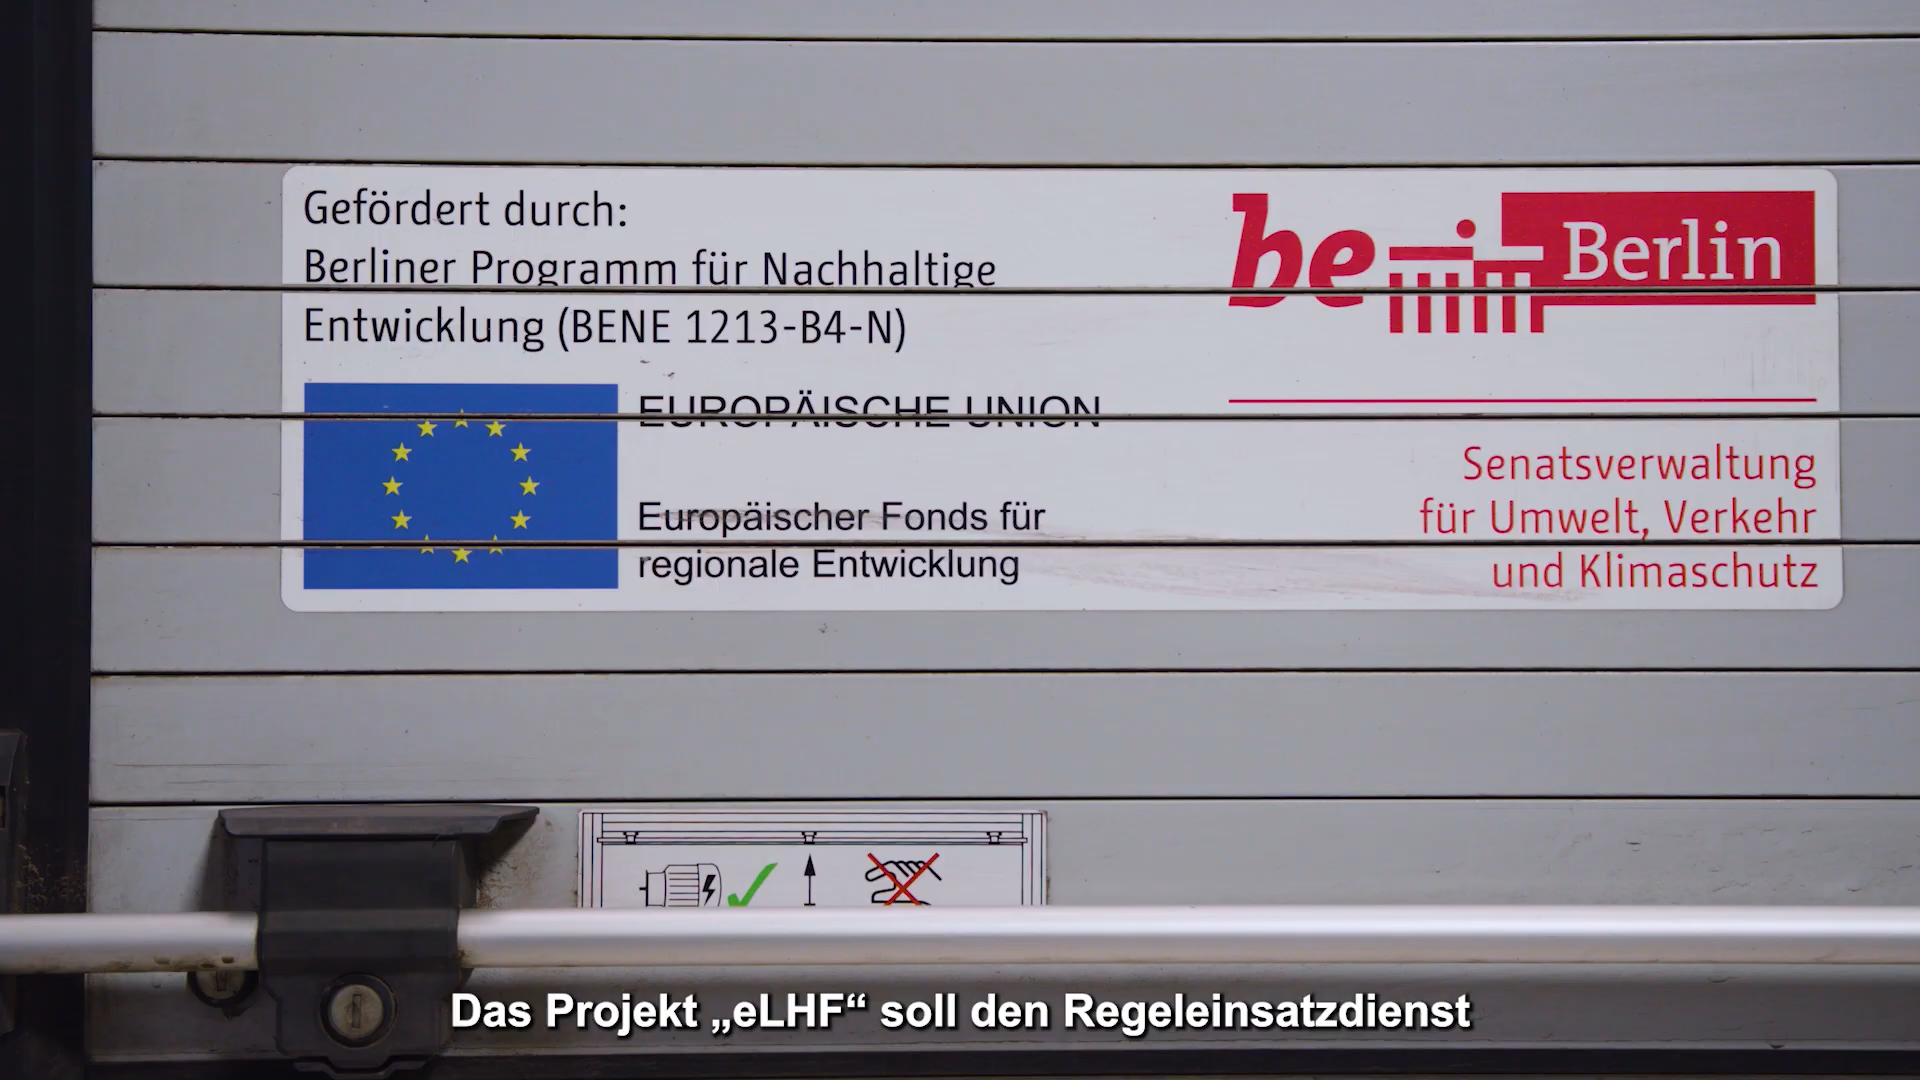 Gefördert durch:
Berliner Programm für Nachhaltige
Entwicklung (BENE 1213-B4-N)
be Berlin
EUROPÄISCHE UNION
Europäischer Fonds für
regionale Entwicklung
Senatsverwaltung
für Umwelt, Verkehr
und Klimaschutz
Das Projekt „eLHF“ soll den Regeleinsatzdienst